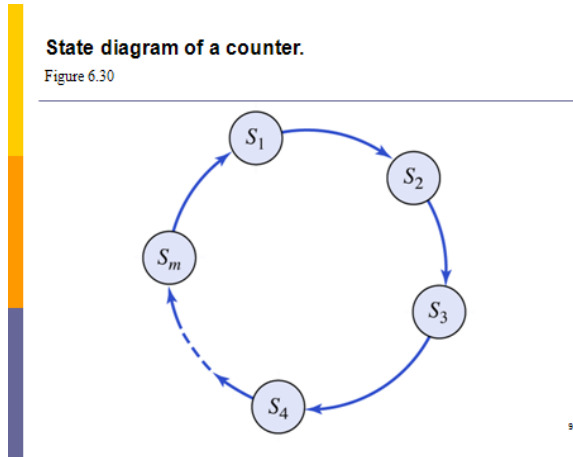 State diagram of a counter.
Figure 6.30
S1
S2
Sm
S3
S4
9